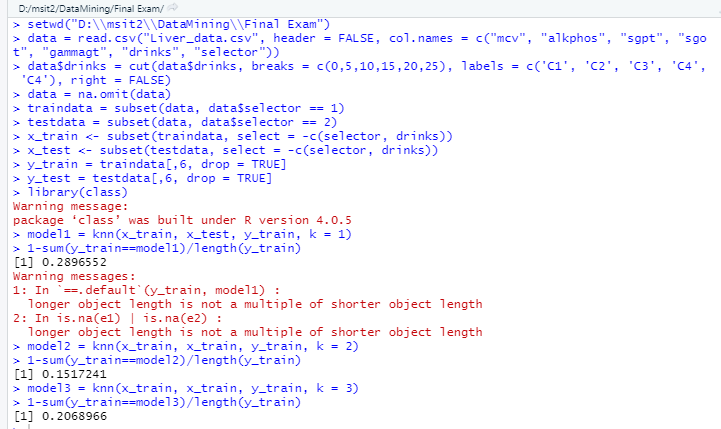 D:/msit2/DataMining/Final Exam/
> setwd("D:\\msit2\\DataMining\\Final Exam")
> data = read.csv("Liver_data.csv", header = FALSE, col.names = c("mcv", "alkphos", "sgpt", "sgo
t", "gammagt", "drinks", "selector"))
> data$drinks = cut(data$drinks, breaks = c(0,5,10,15,20,25), labels = c('C1', 'C2', 'C3', 'C4',
 'C4'), right = FALSE)
> data = na.omit(data)
> traindata = subset(data, data$selector == 1)
> testdata = subset(data, data$selector == 2)
> x_train <- subset(traindata, select = -c(selector, drinks))
> x_test <- subset(testdata, select = -c(selector, drinks))
> y_train = traindata[,6, drop = TRUE]
> y_test = testdata[,6, drop = TRUE]
> library(class)
Warning message:
package ‘class’ was built under R version 4.0.5
> model1 = knn(x_train, x_test, y_train, k = 1)
> 1-sum(y_train==model1)/length(y_train)
[1] 0.2896552
Warning messages:
1: In `==.default`(y_train, model1) :
  longer object length is not a multiple of shorter object length
2: In is.na(e1) | is.na(e2) :
  longer object length is not a multiple of shorter object length
> model2 = knn(x_train, x_train, y_train, k = 2)
> 1-sum(y_train==model2)/length(y_train)
[1] 0.1517241
> model3 = knn(x_train, x_train, y_train, k = 3)
> 1-sum(y_train==model3)/length(y_train)
[1] 0.2068966